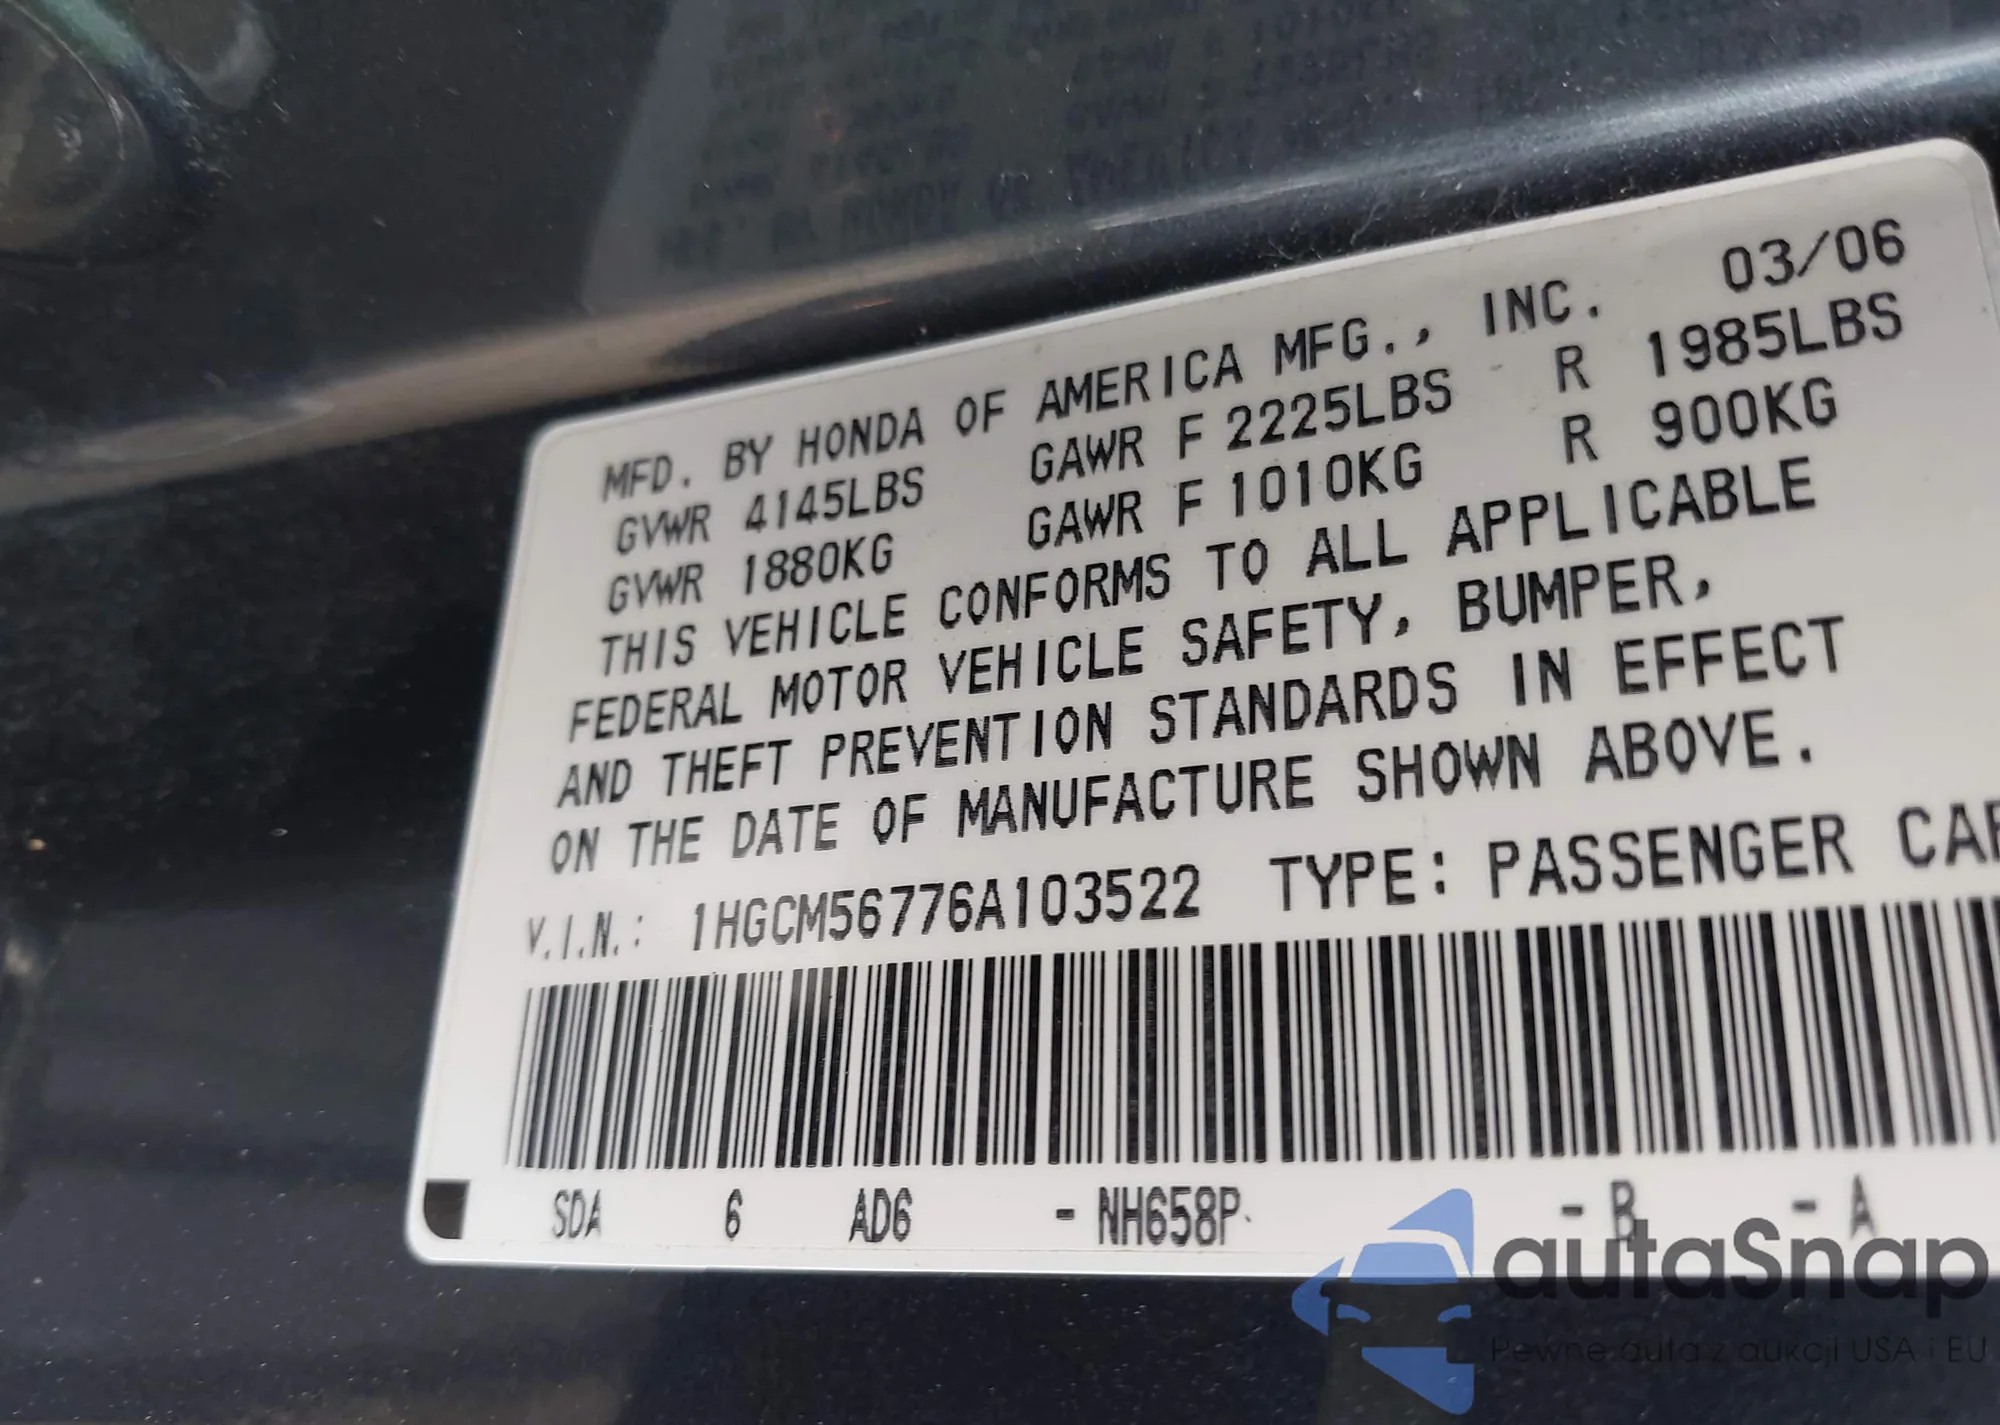 MFD. BY HONDA OF AMERICA MFG., INC. 03/06
GVWR 4145LBS GAWR F 2225LBS R 1985LBS
GVWR 1880KG GAWR F 1010KG R 900KG
THIS VEHICLE CONFORMS TO ALL APPLICABLE
FEDERAL MOTOR VEHICLE SAFETY, BUMPER,
AND THEFT PREVENTION STANDARDS IN EFFECT
ON THE DATE OF MANUFACTURE SHOWN ABOVE.
V.I.N.: 1HGCM56776A103522 TYPE: PASSENGER CAR
SDA 6 AD6 - NH658P - B - A
autaSnap
Pewne auta z aukcji USA i EU